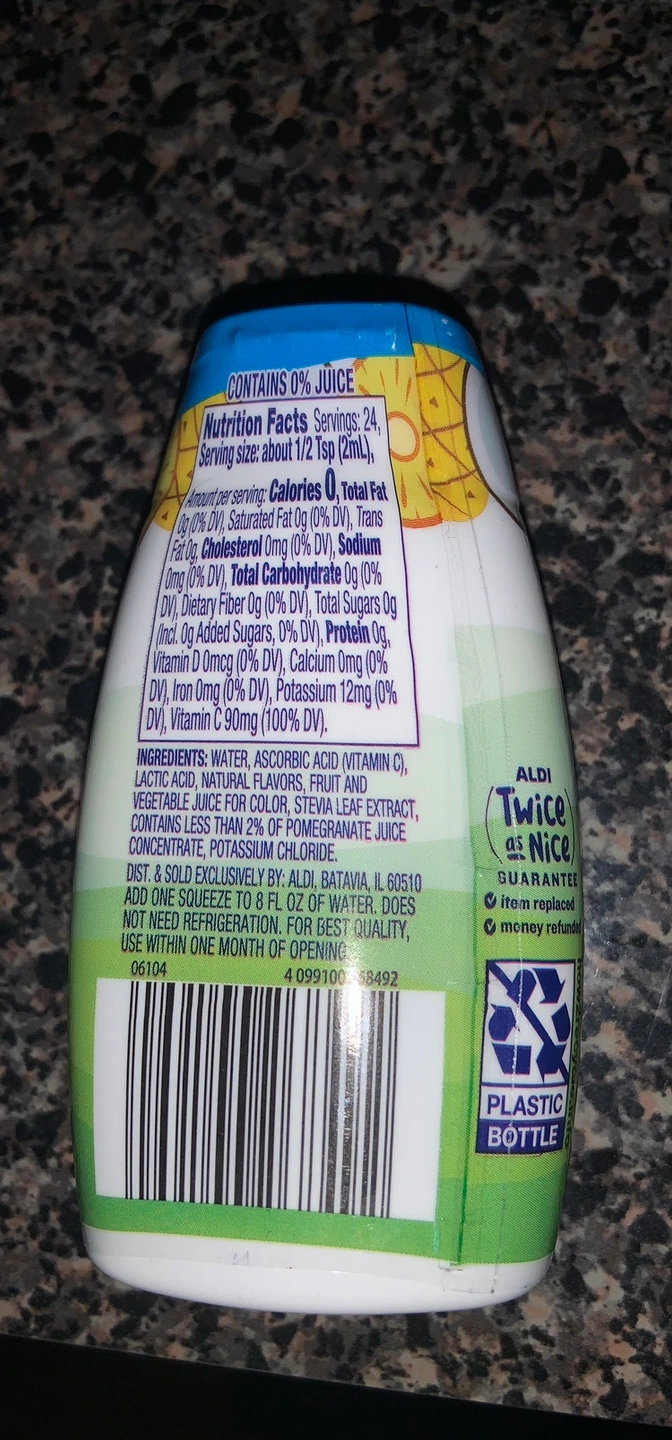 CONTAINS 0% JUICE
Nutrition Facts Servings: 24,
Serving size: about 1/2 Tsp (2mL),
Amount per serving: Calories 0, Total Fat
0g (0% DV), Saturated Fat 0g (0% DV), Trans
Fat 0g, Cholesterol 0mg (0% DV), Sodium
0mg (0% DV), Total Carbohydrate 0g (0%
DV), Dietary Fiber 0g (0% DV), Total Sugars 0g
(Incl. 0g Added Sugars, 0% DV), Protein 0g,
Vitamin D 0mcg (0% DV), Calcium 0mg (0%
DV), Iron 0mg (0% DV), Potassium 12mg (0%
DV), Vitamin C 90mg (100% DV).
INGREDIENTS: WATER, ASCORBIC ACID (VITAMIN C),
LACTIC ACID, NATURAL FLAVORS, FRUIT AND
VEGETABLE JUICE FOR COLOR, STEVIA LEAF EXTRACT,
CONTAINS LESS THAN 2% OF POMEGRANATE JUICE
CONCENTRATE, POTASSIUM CHLORIDE.
DIST. & SOLD EXCLUSIVELY BY: ALDI, BATAVIA, IL 60510
ADD ONE SQUEEZE TO 8 FL OZ OF WATER. DOES
NOT NEED REFRIGERATION. FOR BEST QUALITY,
USE WITHIN ONE MONTH OF OPENING.
06104
ALDI
Twice
as Nice
GUARANTEE
item replaced
money refunded
PLASTIC
BOTTLE